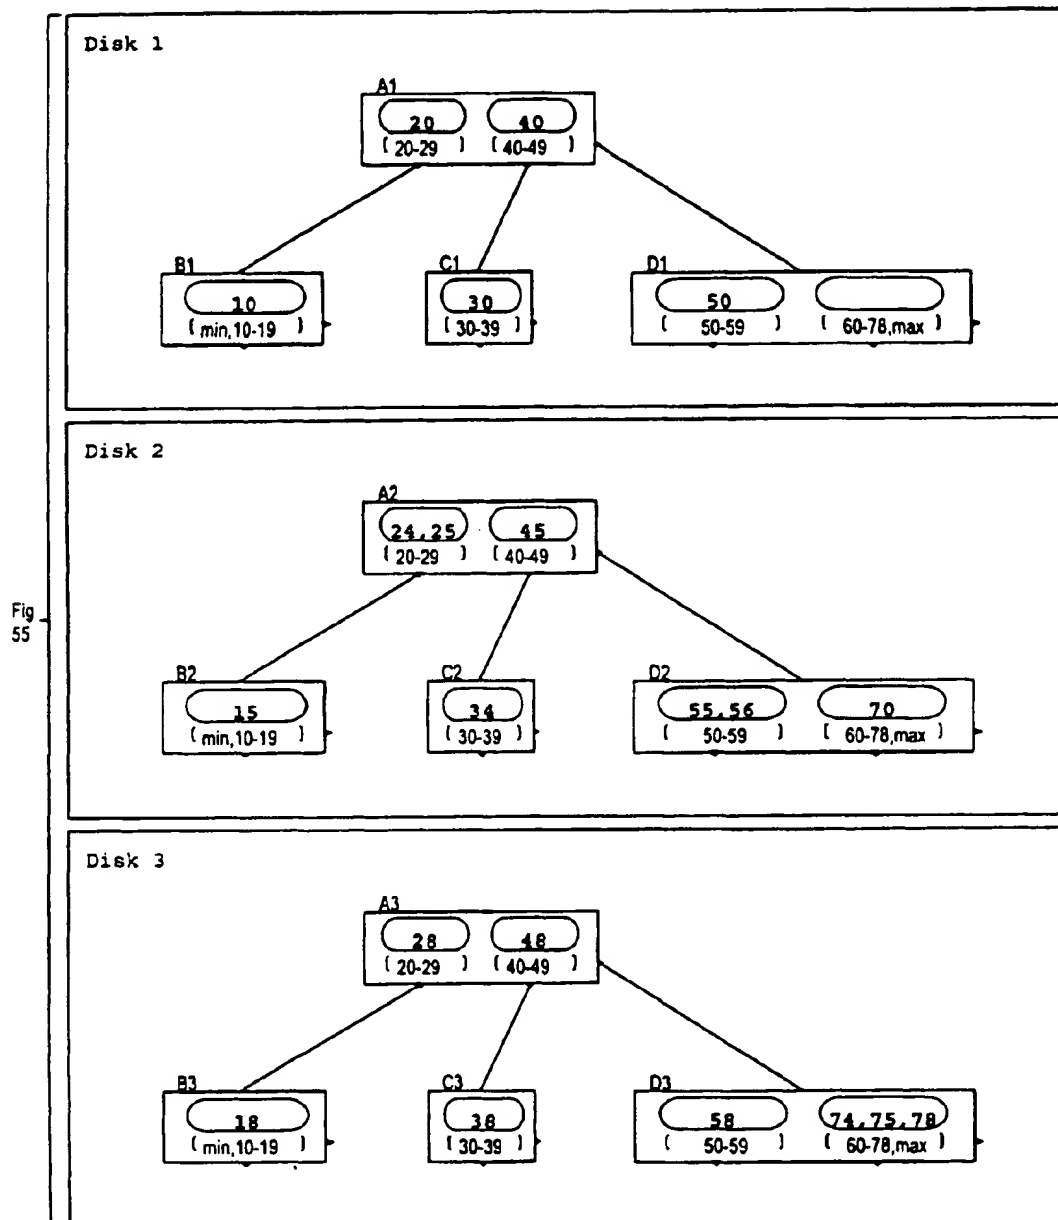 Disk 1
A1
20 40
[ 20-29 ] [ 40-49 ]
B1 C1 D1
10 30 50
[ min,10-19 ] [ 30-39 ] [ 50-59 ] [ 60-78,max ]
Disk 2
A2
24,25 45
[ 20-29 ] [ 40-49 ]
Fig
55
B2 C2 D2
15 34 55,56 70
[ min,10-19 ] [ 30-39 ] [ 50-59 ] [ 60-78,max ]
Disk 3
A3
28 48
[ 20-29 ] [ 40-49 ]
B3 C3 D3
18 38 58 74,75,78
[ min,10-19 ] [ 30-39 ] [ 50-59 ] [ 60-78,max ]